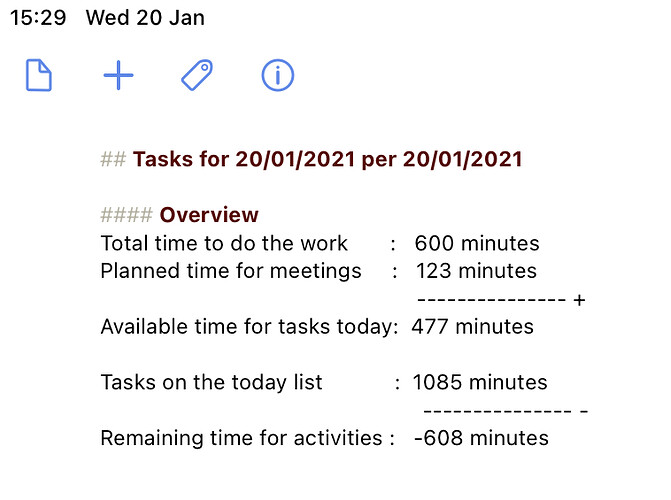 15:29 Wed 20 Jan
## Tasks for 20/01/2021 per 20/01/2021
#### Overview
Total time to do the work : 600 minutes
Planned time for meetings : 123 minutes
--------------- +
Available time for tasks today: 477 minutes
Tasks on the today list : 1085 minutes
--------------- -
Remaining time for activities : -608 minutes